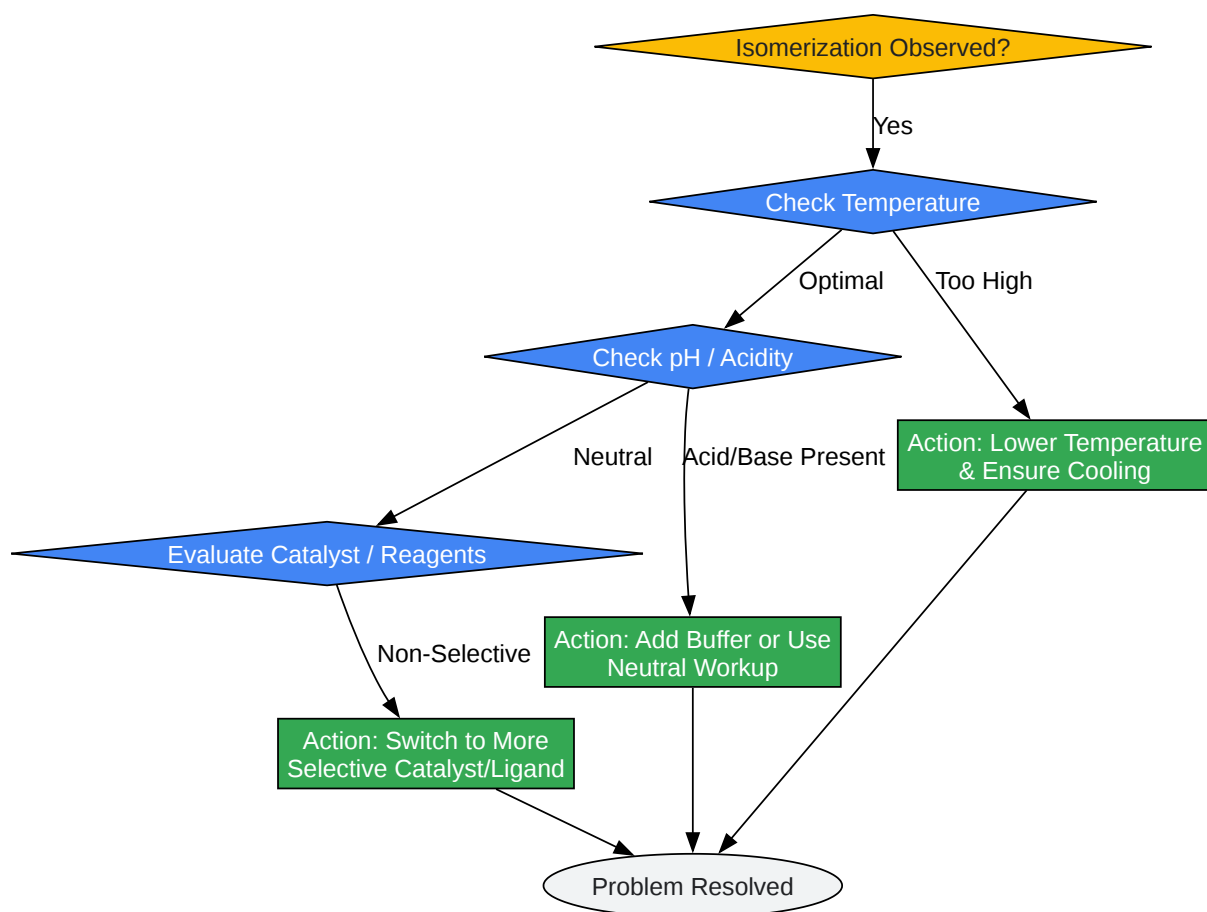 Isomerization Observed?
Yes
Check Temperature
Optimal
Too High
Check pH / Acidity
Neutral
Acid/Base Present
Action: Lower Temperature
& Ensure Cooling
Evaluate Catalyst / Reagents
Non-Selective
Action: Add Buffer or Use
Neutral Workup
Action: Switch to More
Selective Catalyst/Ligand
Problem Resolved